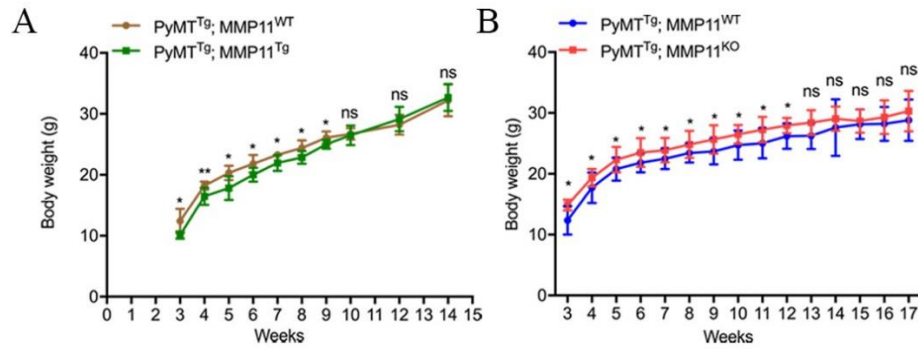 A
PyMT^Tg; MMP11^WT
PyMT^Tg; MMP11^Tg
Body weight (g)
40
30
20
10
0
* ** * * * * * ns ns ns
0 1 2 3 4 5 6 7 8 9 10 12 14 15
Weeks
B
PyMT^Tg; MMP11^WT
PyMT^Tg; MMP11^KO
Body weight (g)
40
30
20
10
0
* * * * * * * * * * ns ns ns ns ns
3 4 5 6 7 8 9 10 11 12 13 14 15 16 17
Weeks